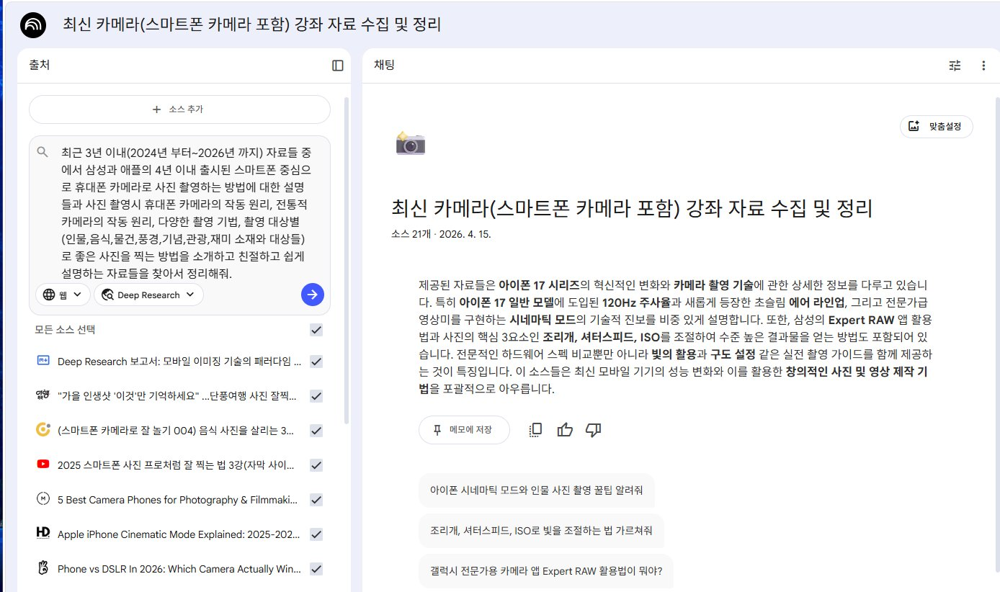 최신 카메라(스마트폰 카메라 포함) 강좌 자료 수집 및 정리
출처
+ 소스 추가
최근 3년 이내(2024년 부터~2026년 까지) 자료들 중
에서 삼성과 애플의 4년 이내 출시된 스마트폰 중심으
로 휴대폰 카메라로 사진 촬영하는 방법에 대한 설명
들과 사진 촬영시 휴대폰 카메라의 작동 원리, 전통적
카메라의 작동 원리, 다양한 촬영 기법, 촬영 대상별
(인물,음식,물건,풍경,기념,관광,재미 소재와 대상들)
로 좋은 사진을 찍는 방법을 소개하고 친절하고 쉽게
설명하는 자료들을 찾아서 정리해줘.
웹
Deep Research
모든 소스 선택
Deep Research 보고서: 모바일 이미징 기술의 패러다임 ...
"가을 인생샷 '이것'만 기억하세요" ...단풍여행 사진 잘찍...
(스마트폰 카메라로 잘 놀기 004) 음식 사진을 살리는 3...
2025 스마트폰 사진 프로처럼 잘 찍는 법 3강(자막 사이...
M
5 Best Camera Phones for Photography & Filmmaki...
HD
Apple iPhone Cinematic Mode Explained: 2025-202...
Phone vs DSLR In 2026: Which Camera Actually Win...
채팅
맞춤설정
최신 카메라(스마트폰 카메라 포함) 강좌 자료 수집 및 정리
소스 21개 · 2026. 4. 15.
제공된 자료들은 아이폰 17 시리즈의 혁신적인 변화와 카메라 촬영 기술에 관한 상세한 정보를 다루고 있습니
다. 특히 아이폰 17 일반 모델에 도입된 120Hz 주사율과 새롭게 등장한 초슬림 에어 라인업, 그리고 전문가급
영상미를 구현하는 시네마틱 모드의 기술적 진보를 비중 있게 설명합니다. 또한, 삼성의 Expert RAW 앱 활용
법과 사진의 핵심 3요소인 조리개, 셔터스피드, ISO를 조절하여 수준 높은 결과물을 얻는 방법도 포함되어 있
습니다. 전문적인 하드웨어 스펙 비교뿐만 아니라 빛의 활용과 구도 설정 같은 실전 촬영 가이드를 함께 제공하
는 것이 특징입니다. 이 소스들은 최신 모바일 기기의 성능 변화와 이를 활용한 창의적인 사진 및 영상 제작 기
법을 포괄적으로 아우릅니다.
메모에 저장
아이폰 시네마틱 모드와 인물 사진 촬영 꿀팁 알려줘
조리개, 셔터스피드, ISO로 빛을 조절하는 법 가르쳐줘
갤럭시 전문가용 카메라 앱 Expert RAW 활용법이 뭐야?